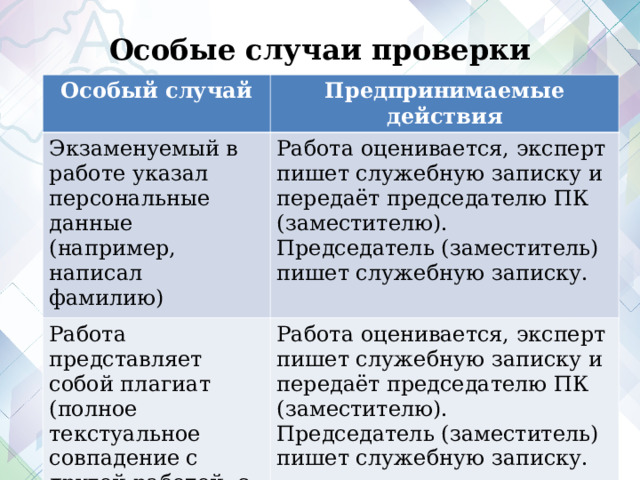 Особые случаи проверки
Особый случай
Предпринимаемые
действия
Экзаменуемый в
работе указал
персональные
данные
(например,
написал
фамилию)
Работа оценивается, эксперт
пишет служебную записку и
передаёт председателю ПК
(заместителю).
Председатель (заместитель)
пишет служебную записку.
Работа
представляет
собой плагиат
(полное
текстуальное
совпадение с
другой работой, с
Работа оценивается, эксперт
пишет служебную записку и
передаёт председателю ПК
(заместителю).
Председатель (заместитель)
пишет служебную записку.